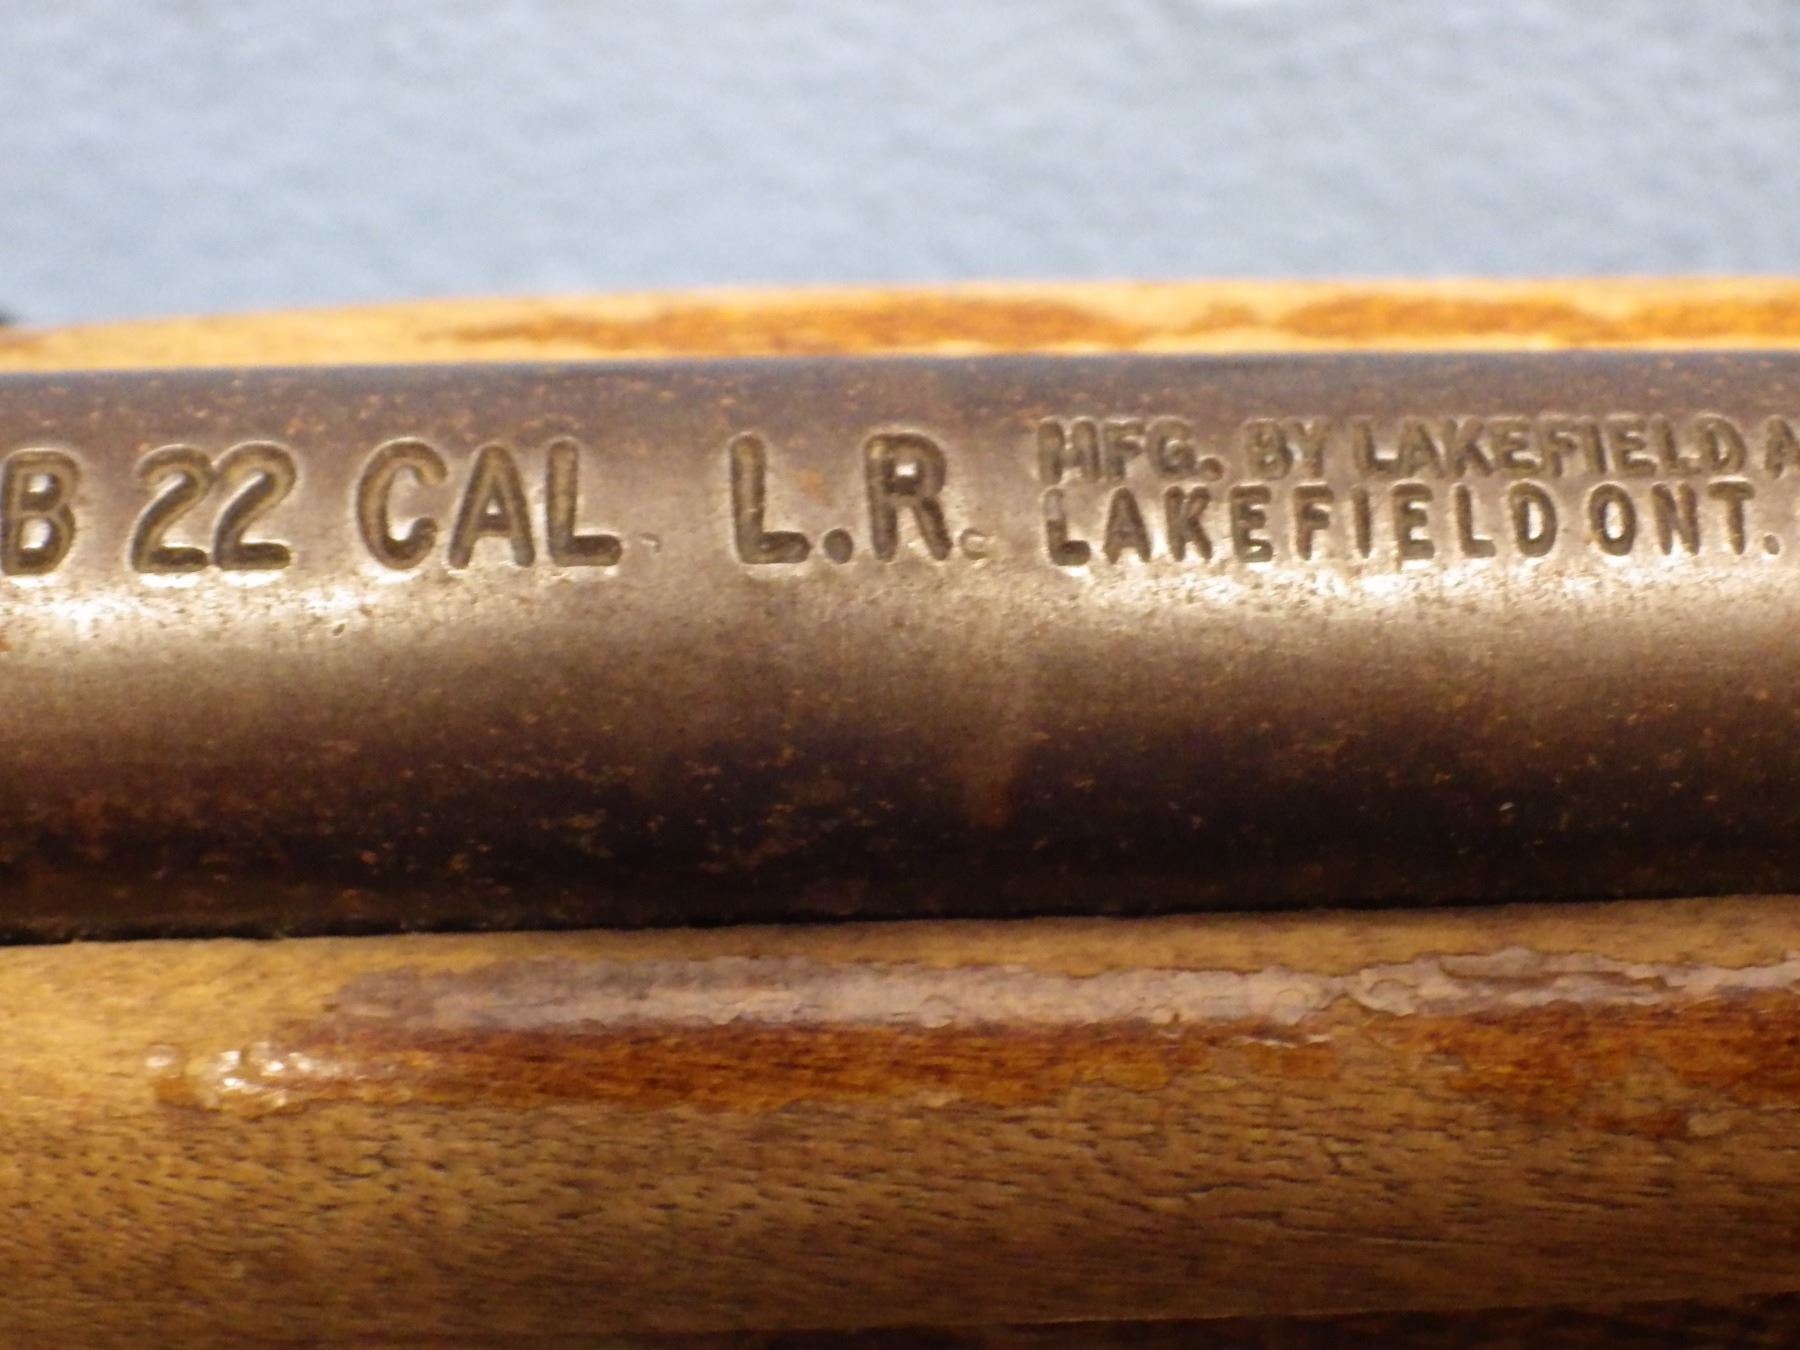 B 22 CAL. L.R.
MFG. BY LAKEFIELD A
LAKEFIELD ONT.